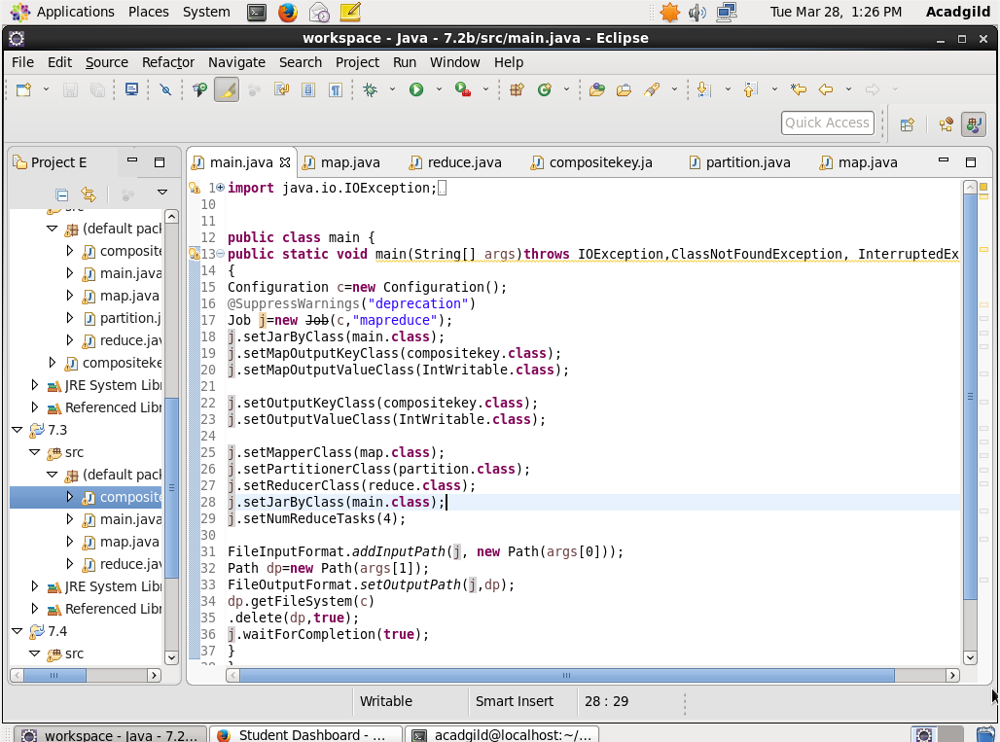 Applications Places System Tue Mar 28, 1:26 PM Acadgild
workspace - Java - 7.2b/src/main.java - Eclipse
File Edit Source Refactor Navigate Search Project Run Window Help
Quick Access
Project E
main.java map.java reduce.java compositekey.ja partition.java map.java
src
(default pack
composite
main.java
map.java
partition.j
reduce.jav
compositeke
JRE System Libr
Referenced Libr
7.3
src
(default pack
composite
main.java
map.java
reduce.jav
JRE System Libr
Referenced Libr
7.4
src
1 import java.io.IOException;
10
11
12 public class main {
13 public static void main(String[] args)throws IOException,ClassNotFoundException, InterruptedEx
14 {
15 Configuration c=new Configuration();
16 @SuppressWarnings("deprecation")
17 Job j=new Job(c,"mapreduce");
18 j.setJarByClass(main.class);
19 j.setMapOutputKeyClass(compositekey.class);
20 j.setMapOutputValueClass(IntWritable.class);
21
22 j.setOutputKeyClass(compositekey.class);
23 j.setOutputValueClass(IntWritable.class);
24
25 j.setMapperClass(map.class);
26 j.setPartitionerClass(partition.class);
27 j.setReducerClass(reduce.class);
28 j.setJarByClass(main.class);
29 j.setNumReduceTasks(4);
30
31 FileInputFormat.addInputPath(j, new Path(args[0]));
32 Path dp=new Path(args[1]);
33 FileOutputFormat.setOutputPath(j,dp);
34 dp.getFileSystem(c)
35 .delete(dp,true);
36 j.waitForCompletion(true);
37 }
Writable Smart Insert 28 : 29
workspace - Java - 7.2... Student Dashboard - ... acadgild@localhost:~/...